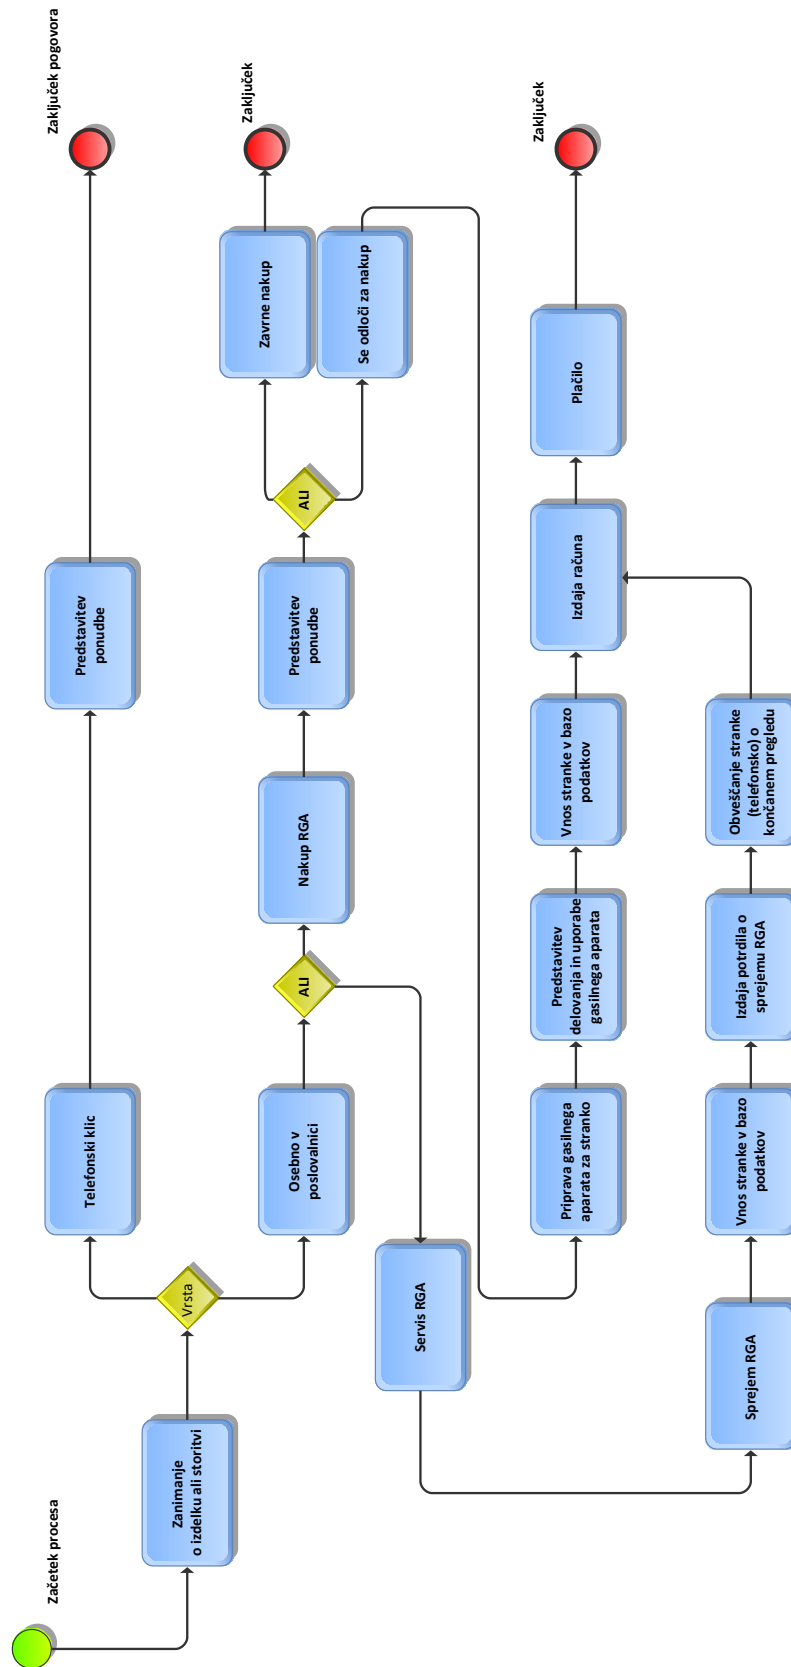 Začetek procesa
Zanimanje
o izdelku ali storitvi
Vrsta
Telefonski klic
Predstavitev
ponudbe
Zaključek pogovora
Osebno v
poslovalnici
ALI
Nakup RGA
Predstavitev
ponudbe
ALI
Zavrne nakup
Zaključek
Se odloči za nakup
Servis RGA
Priprava gasilnega
aparata za stranko
Predstavitev
delovanja in uporabe
gasilnega aparata
Vnos stranke v bazo
podatkov
Izdaja računa
Plačilo
Zaključek
Sprejem RGA
Vnos stranke v bazo
podatkov
Izdaja potrdila o
sprejemu RGA
Obveščanje stranke
(telefonsko) o
končanem pregledu